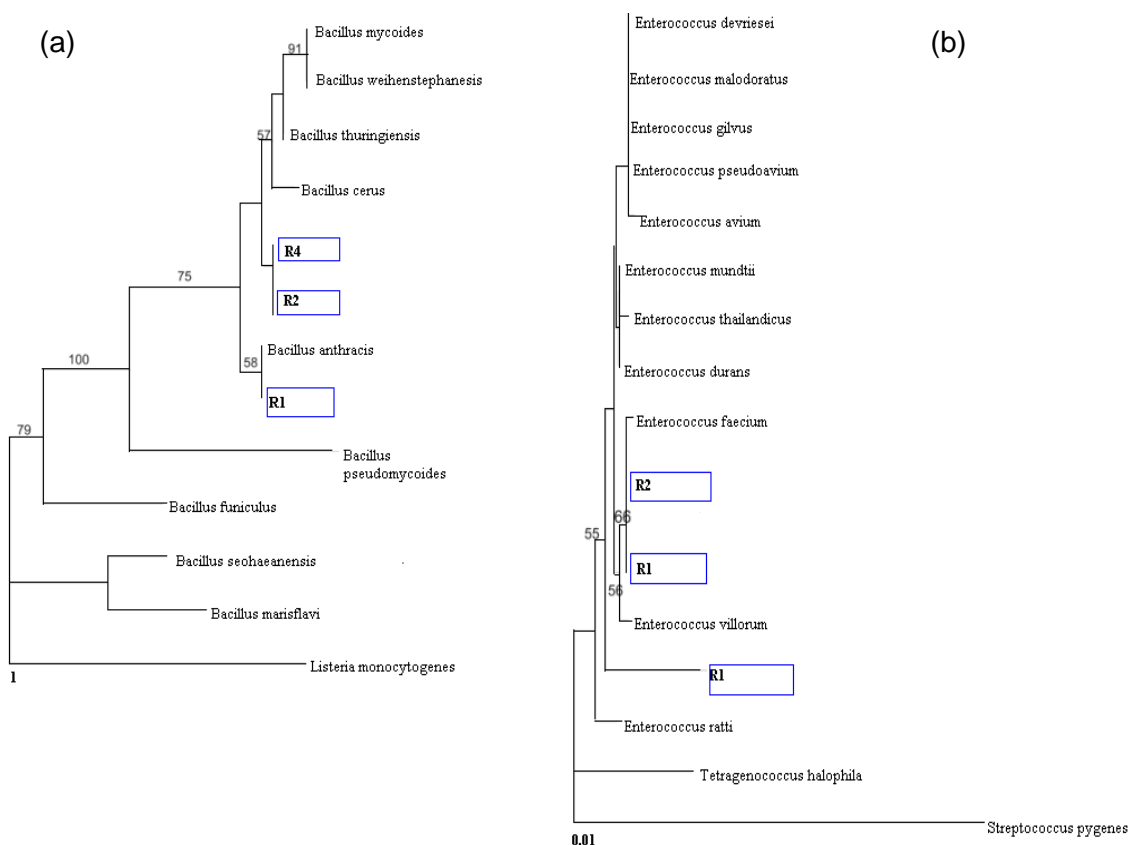 (a)
Bacillus mycoides
91
Bacillus weihenstephanesis
57
Bacillus thuringiensis
Bacillus cerus
R4
75
R2
Bacillus anthracis
58
100
R1
79
Bacillus
pseudomycoides
Bacillus funiculus
Bacillus seohaeanensis
Bacillus marisflavi
Listeria monocytogenes
1
(b)
Enterococcus devriesei
Enterococcus malodoratus
Enterococcus gilvus
Enterococcus pseudoavium
Enterococcus avium
Enterococcus mundtii
Enterococcus thailandicus
Enterococcus durans
Enterococcus faecium
R2
66
55
R1
56
Enterococcus villorum
R1
Enterococcus ratti
Tetragenococcus halophila
Streptococcus pygenes
0.01